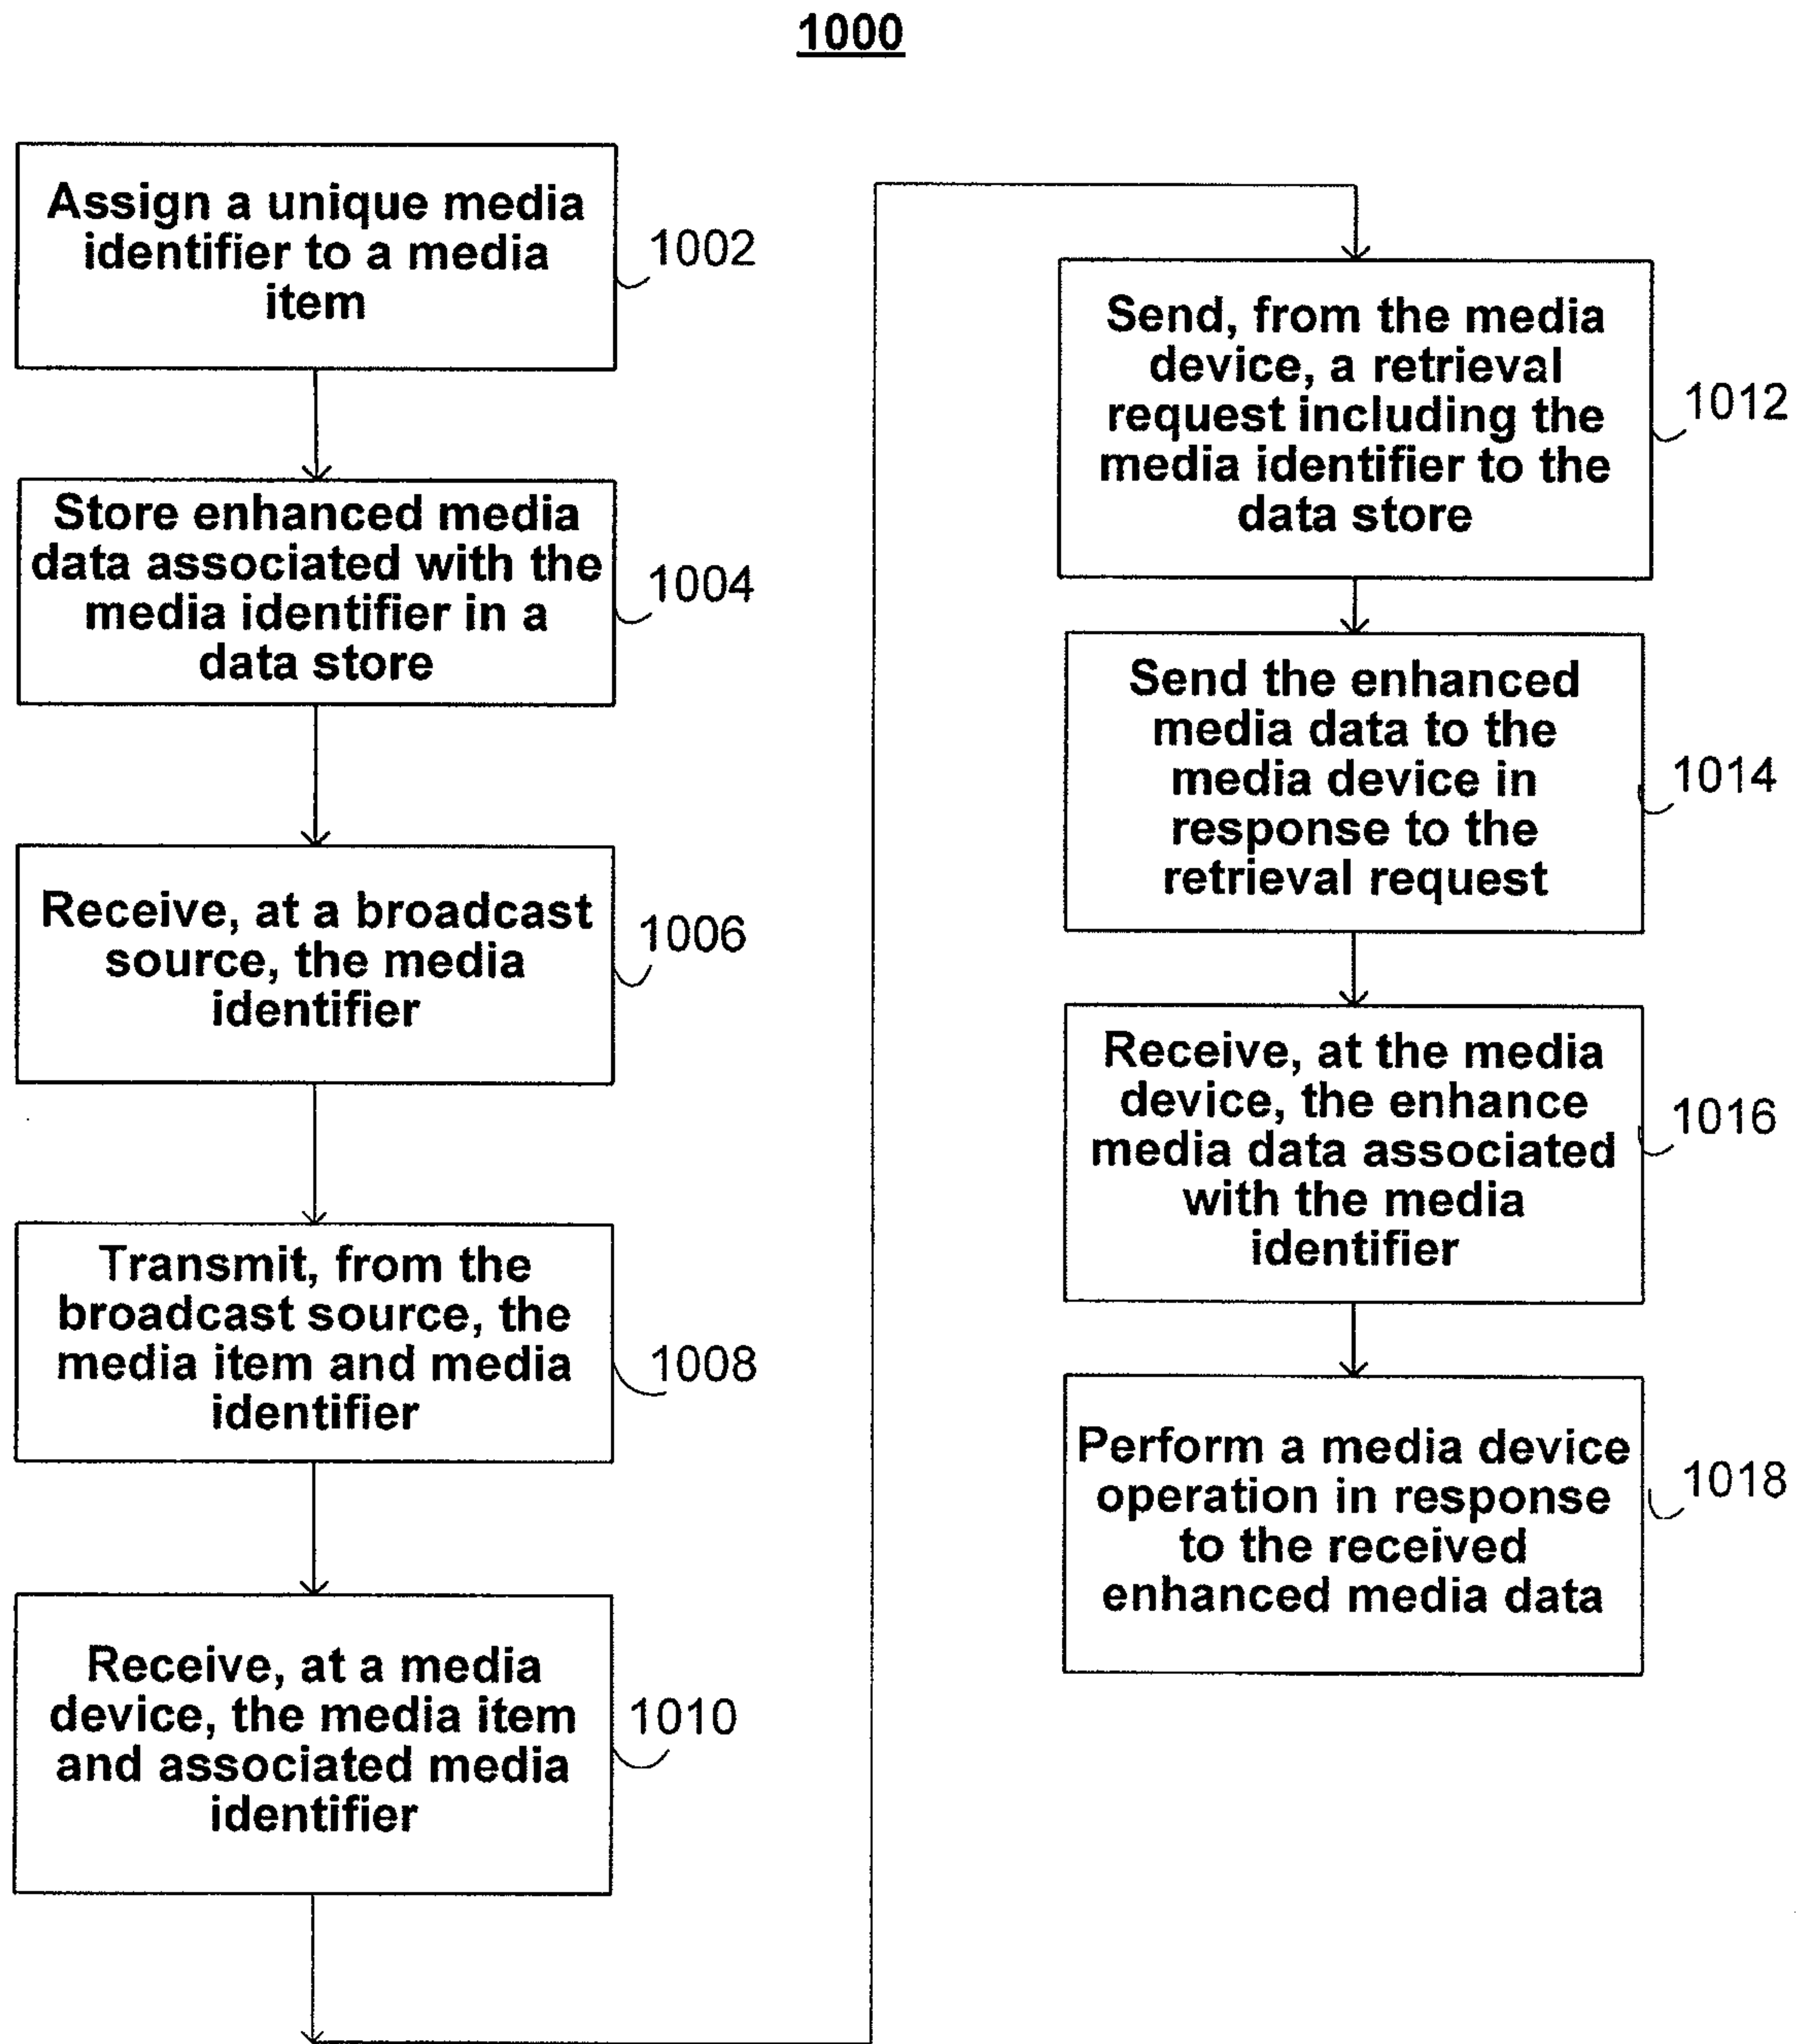 1000
Assign a unique media
identifier to a media
item
1002
Store enhanced media
data associated with the
media identifier in a
data store
1004
Receive, at a broadcast
source, the media
identifier
1006
Transmit, from the
broadcast source, the
media item and media
identifier
1008
Receive, at a media
device, the media item
and associated media
identifier
1010
Send, from the media
device, a retrieval
request including the
media identifier to the
data store
1012
Send the enhanced
media data to the
media device in
response to the
retrieval request
1014
Receive, at the media
device, the enhance
media data associated
with the media
identifier
1016
Perform a media device
operation in response
to the received
enhanced media data
1018